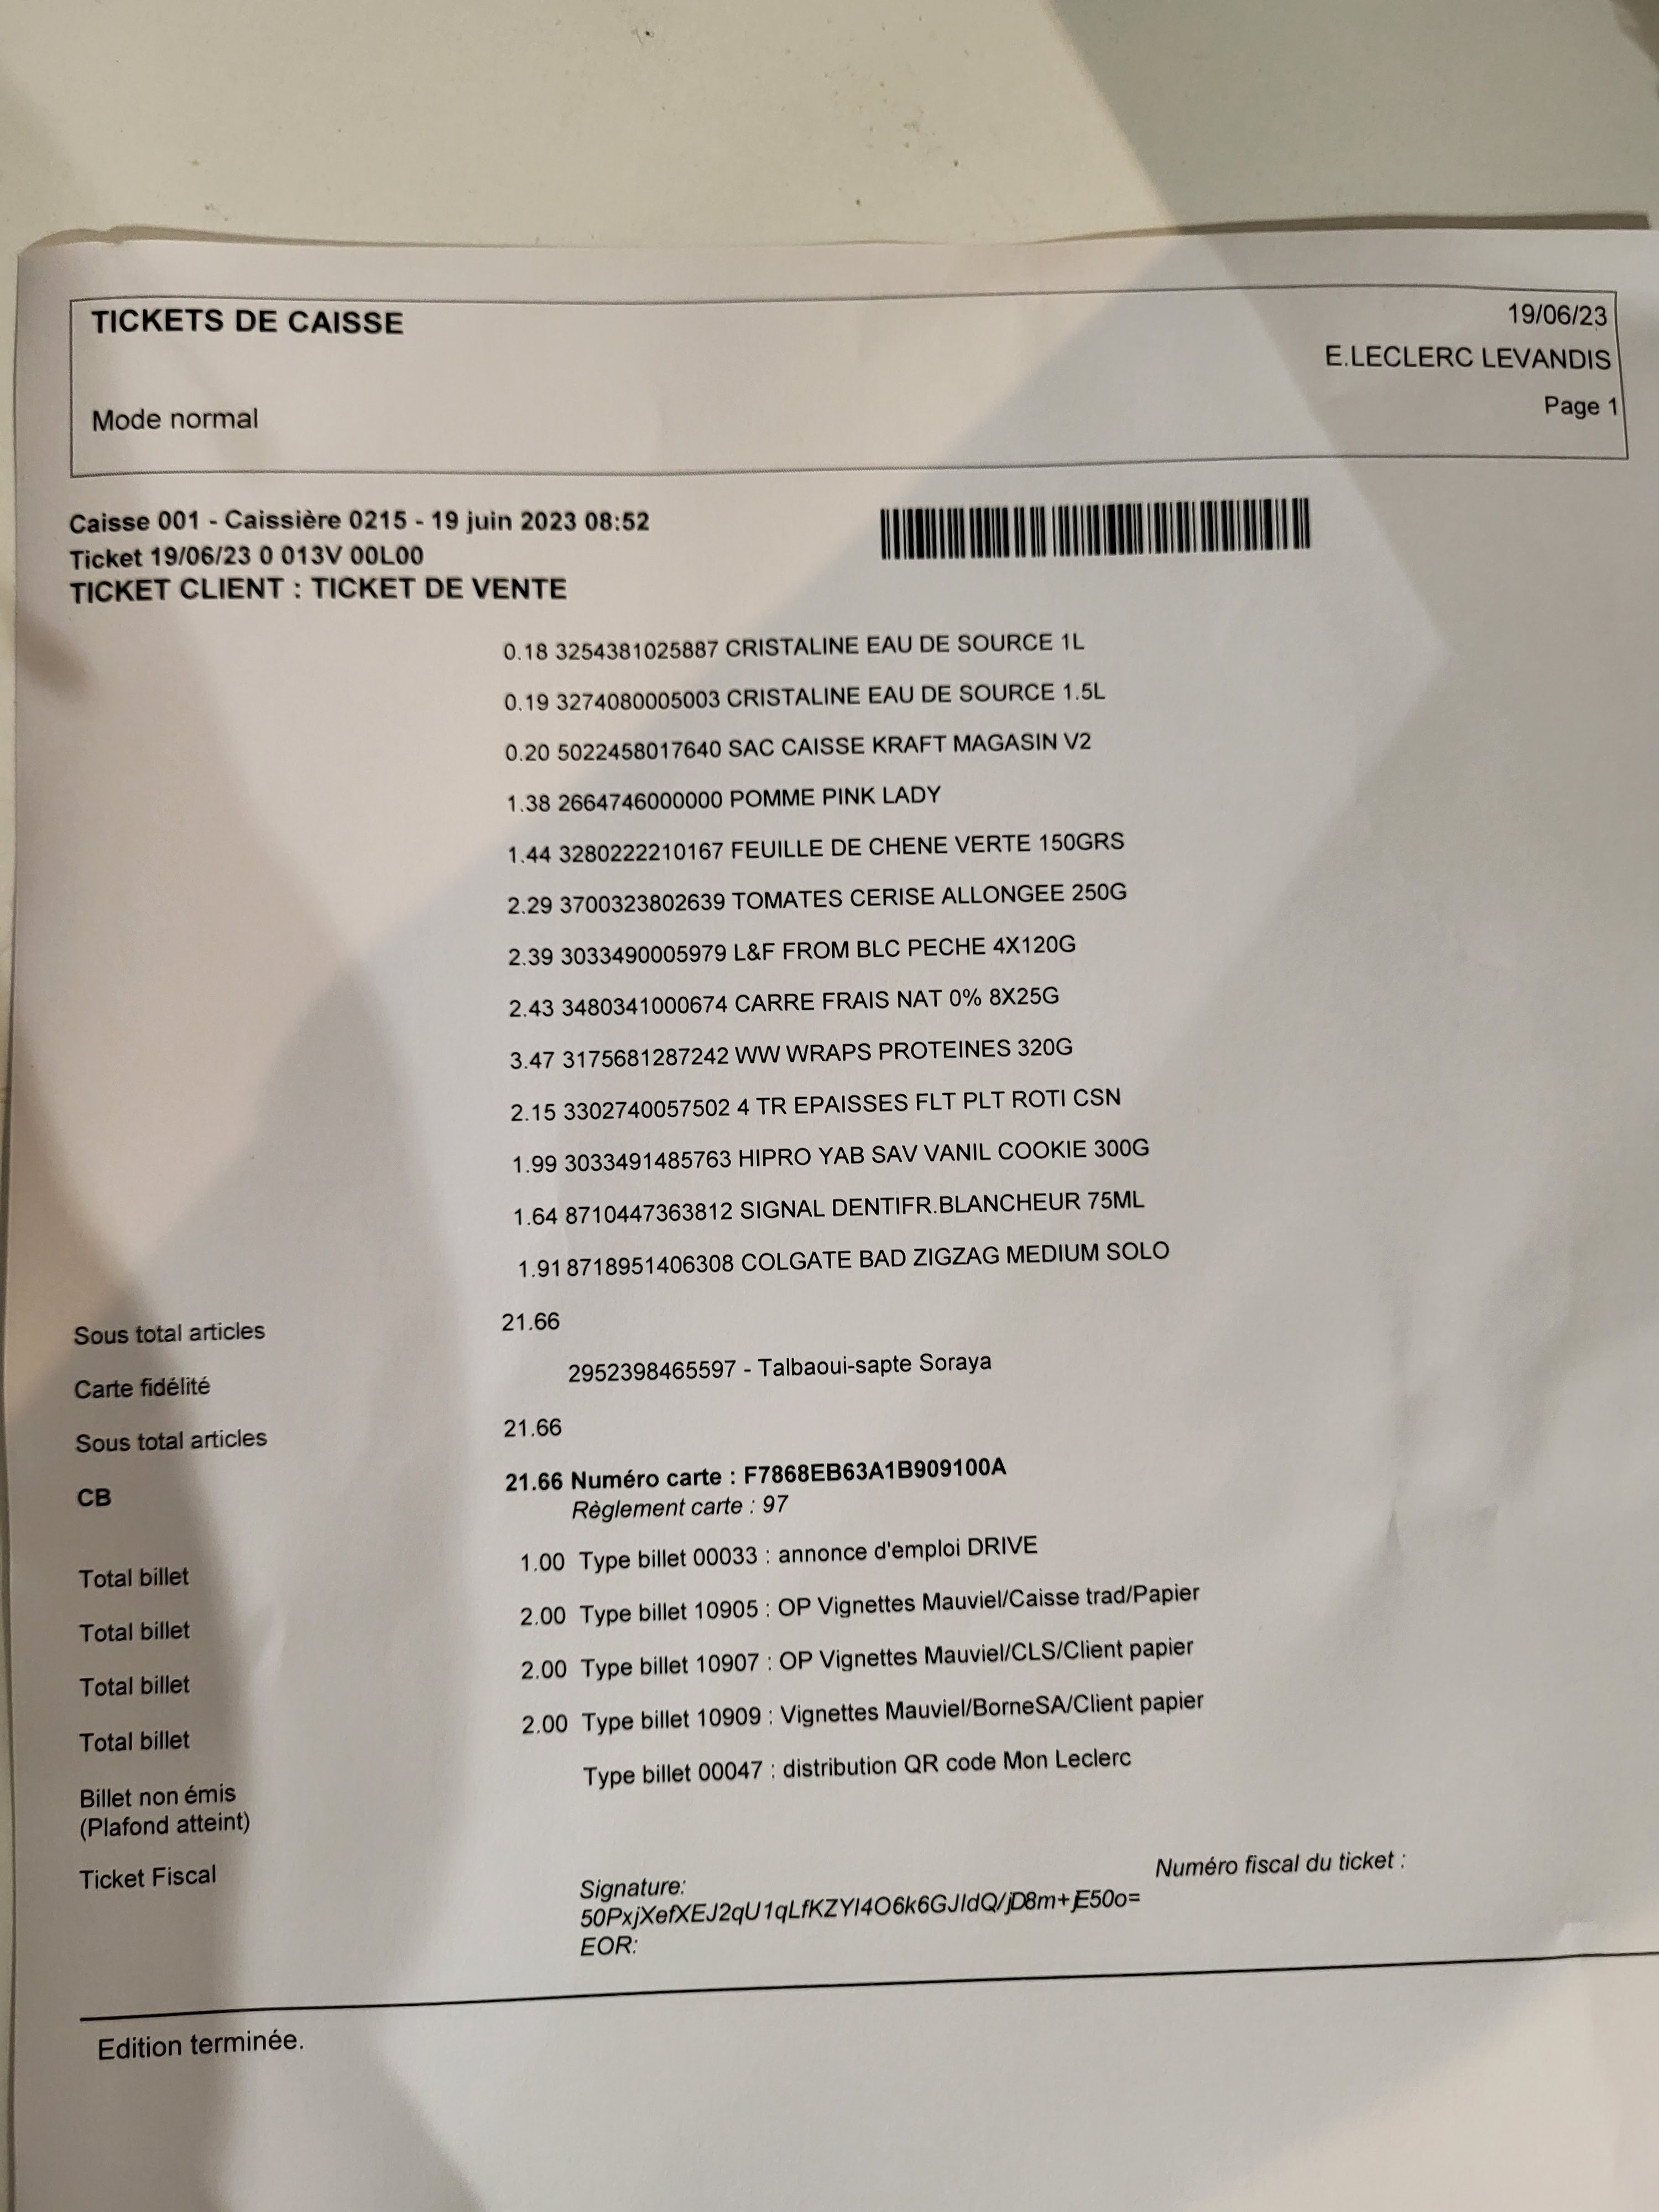 TICKETS DE CAISSE
19/06/23
E.LECLERC LEVANDIS
Mode normal
Page 1
Caisse 001 - Caissière 0215 - 19 juin 2023 08:52
Ticket 19/06/23 0 013V 00L00
TICKET CLIENT : TICKET DE VENTE
0.18 3254381025887 CRISTALINE EAU DE SOURCE 1L
0.19 3274080005003 CRISTALINE EAU DE SOURCE 1.5L
0.20 5022458017640 SAC CAISSE KRAFT MAGASIN V2
1.38 2664746000000 POMME PINK LADY
1.44 3280222210167 FEUILLE DE CHENE VERTE 150GRS
2.29 3700323802639 TOMATES CERISE ALLONGEE 250G
2.39 3033490005979 L&F FROM BLC PECHE 4X120G
2.43 3480341000674 CARRE FRAIS NAT 0% 8X25G
3.47 3175681287242 WW WRAPS PROTEINES 320G
2.15 3302740057502 4 TR EPAISSES FLT PLT ROTI CSN
1.99 3033491485763 HIPRO YAB SAV VANIL COOKIE 300G
1.64 8710447363812 SIGNAL DENTIFR.BLANCHEUR 75ML
1.91 8718951406308 COLGATE BAD ZIGZAG MEDIUM SOLO
Sous total articles 21.66
Carte fidélité 2952398465597 - Talbaoui-sapte Soraya
Sous total articles 21.66
CB 21.66 Numéro carte : F7868EB63A1B909100A
Règlement carte : 97
Total billet 1.00 Type billet 00033 : annonce d'emploi DRIVE
Total billet 2.00 Type billet 10905 : OP Vignettes Mauviel/Caisse trad/Papier
Total billet 2.00 Type billet 10907 : OP Vignettes Mauviel/CLS/Client papier
Total billet 2.00 Type billet 10909 : Vignettes Mauviel/BorneSA/Client papier
Billet non émis Type billet 00047 : distribution QR code Mon Leclerc
(Plafond atteint)
Ticket Fiscal Numéro fiscal du ticket :
Signature:
50PxjXefXEJ2qU1qLfKZYl4O6k6GJldQ/jD8m+jE50o=
EOR:
Edition terminée.